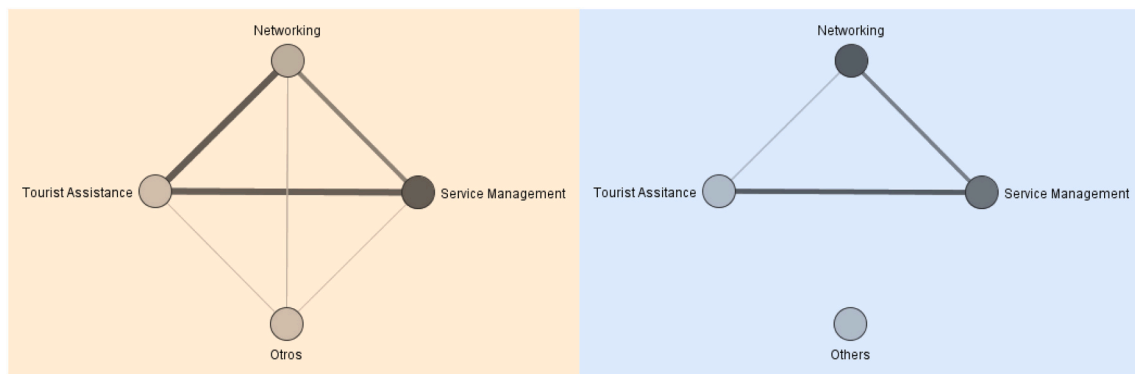 Networking
Tourist Assistance
Service Management
Otros
Networking
Tourist Assitance
Service Management
Others